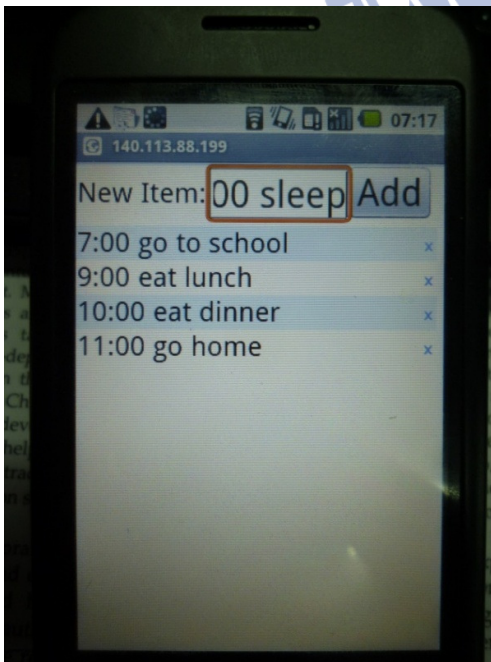 07:17
140.113.88.199
New Item: 00 sleep Add
7:00 go to school x
9:00 eat lunch x
10:00 eat dinner x
11:00 go home x